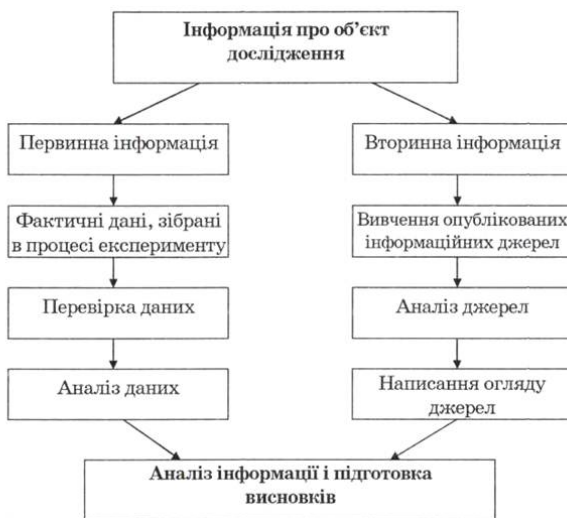 Інформація про об’єкт
дослідження
Первинна інформація
Вторинна інформація
Фактичні дані, зібрані
в процесі експерименту
Вивчення опублікованих
інформаційних джерел
Перевірка даних
Аналіз джерел
Аналіз даних
Написання огляду
джерел
Аналіз інформації і підготовка
висновків